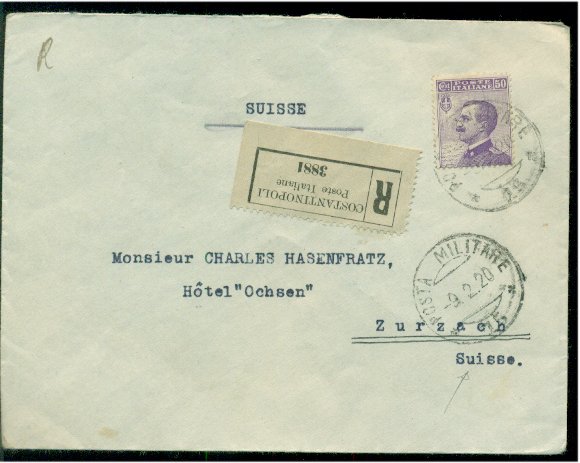 R
SUISSE
POSTE ITALIANE 50
R
COSTANTINOPOLI
Poste Italiane
3881
Monsieur CHARLES HASENFRATZ,
Hôtel "Ochsen"
Zurzach
Suisse.
POSTA MILITARE
-9.2.20